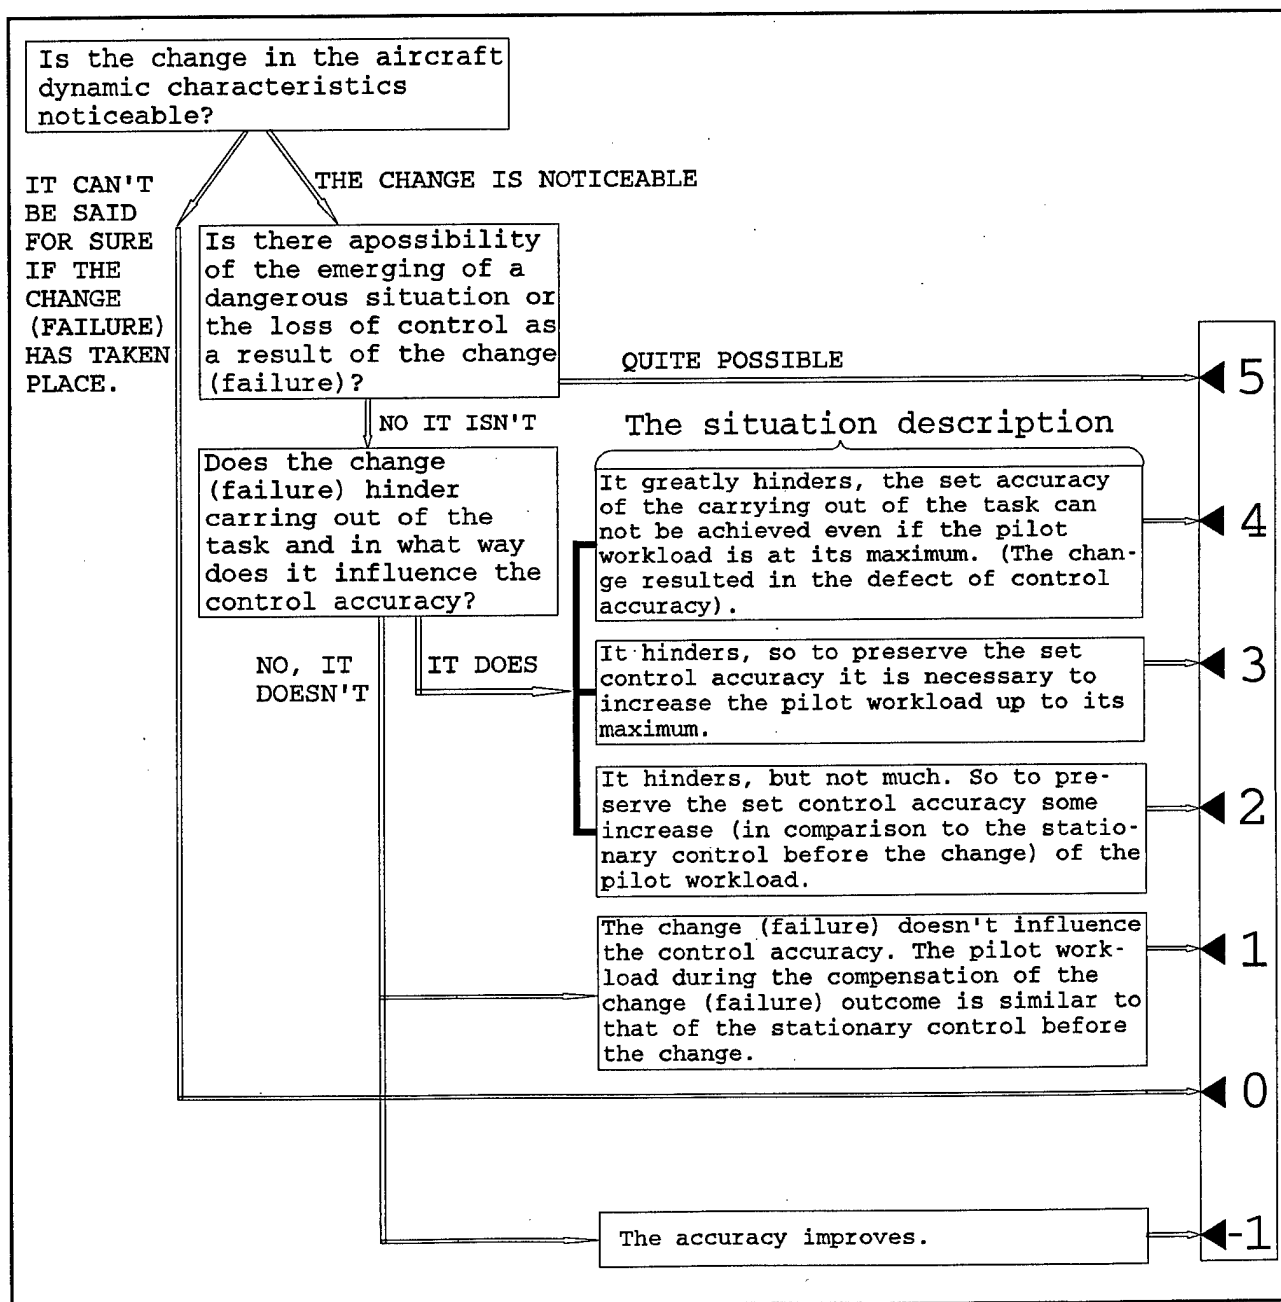 Is the change in the aircraft
dynamic characteristics
noticeable?
IT CAN'T
BE SAID
FOR SURE
IF THE
CHANGE
(FAILURE)
HAS TAKEN
PLACE.
THE CHANGE IS NOTICEABLE
Is there apossibility
of the emerging of a
dangerous situation or
the loss of control as
a result of the change
(failure)?
QUITE POSSIBLE
5
NO IT ISN'T
The situation description
Does the change
(failure) hinder
carring out of the
task and in what way
does it influence the
control accuracy?
It greatly hinders, the set accuracy
of the carrying out of the task can
not be achieved even if the pilot
workload is at its maximum. (The chan-
ge resulted in the defect of control
accuracy).
4
NO, IT
DOESN'T
IT DOES
It hinders, so to preserve the set
control accuracy it is necessary to
increase the pilot workload up to its
maximum.
3
It hinders, but not much. So to pre-
serve the set control accuracy some
increase (in comparison to the statio-
nary control before the change) of the
pilot workload.
2
The change (failure) doesn't influence
the control accuracy. The pilot work-
load during the compensation of the
change (failure) outcome is similar to
that of the stationary control before
the change.
1
0
The accuracy improves.
-1